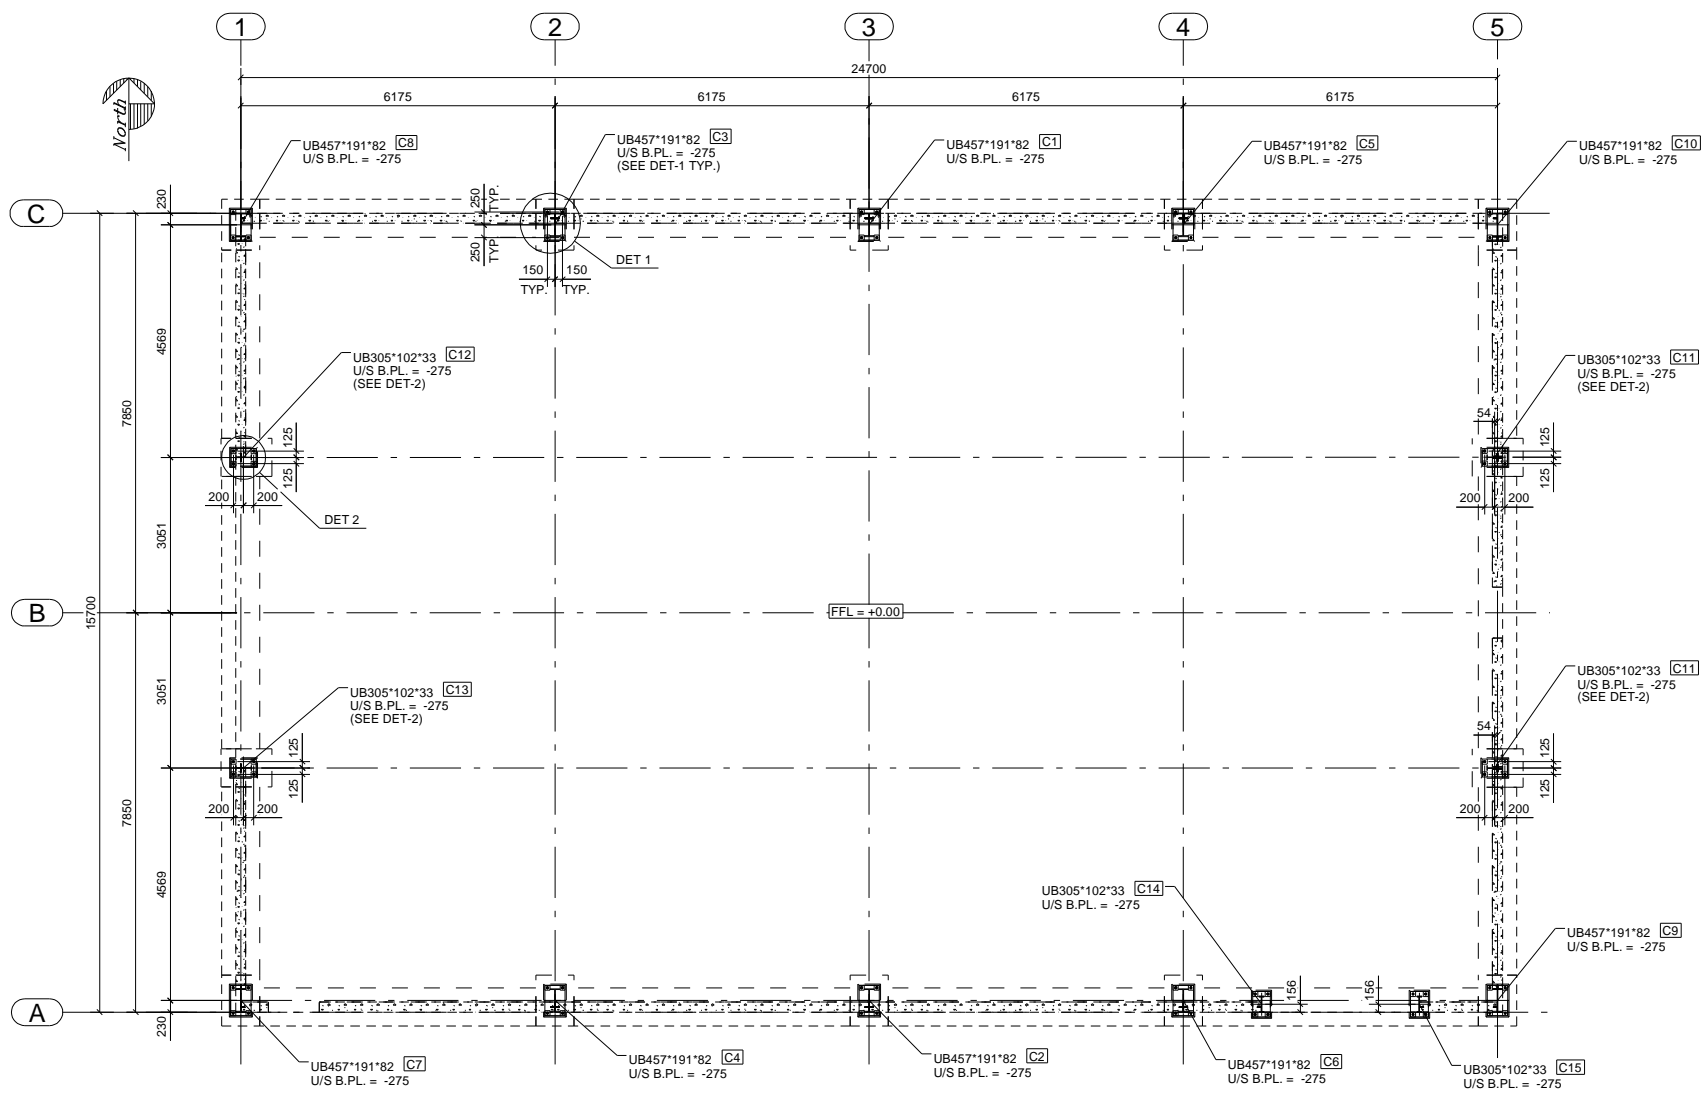 1
2
3
4
5
24700
6175
6175
6175
6175
North
UB457*191*82 C8
U/S B.PL. = -275
UB457*191*82 C3
U/S B.PL. = -275
(SEE DET-1 TYP.)
UB457*191*82 C1
U/S B.PL. = -275
UB457*191*82 C5
U/S B.PL. = -275
UB457*191*82 C10
U/S B.PL. = -275
C
230
250
TYP.
250
TYP.
150
150
TYP.
TYP.
DET 1
4569
7850
UB305*102*33 C12
U/S B.PL. = -275
(SEE DET-2)
125
125
200
200
DET 2
UB305*102*33 C11
U/S B.PL. = -275
(SEE DET-2)
54
125
125
200
200
3051
B
15700
FFL = +0.00
3051
UB305*102*33 C13
U/S B.PL. = -275
(SEE DET-2)
125
125
200
200
UB305*102*33 C11
U/S B.PL. = -275
(SEE DET-2)
54
125
125
200
200
7850
4569
UB305*102*33 C14
U/S B.PL. = -275
UB457*191*82 C9
U/S B.PL. = -275
156
156
A
230
UB457*191*82 C7
U/S B.PL. = -275
UB457*191*82 C4
U/S B.PL. = -275
UB457*191*82 C2
U/S B.PL. = -275
UB457*191*82 C6
U/S B.PL. = -275
UB305*102*33 C15
U/S B.PL. = -275